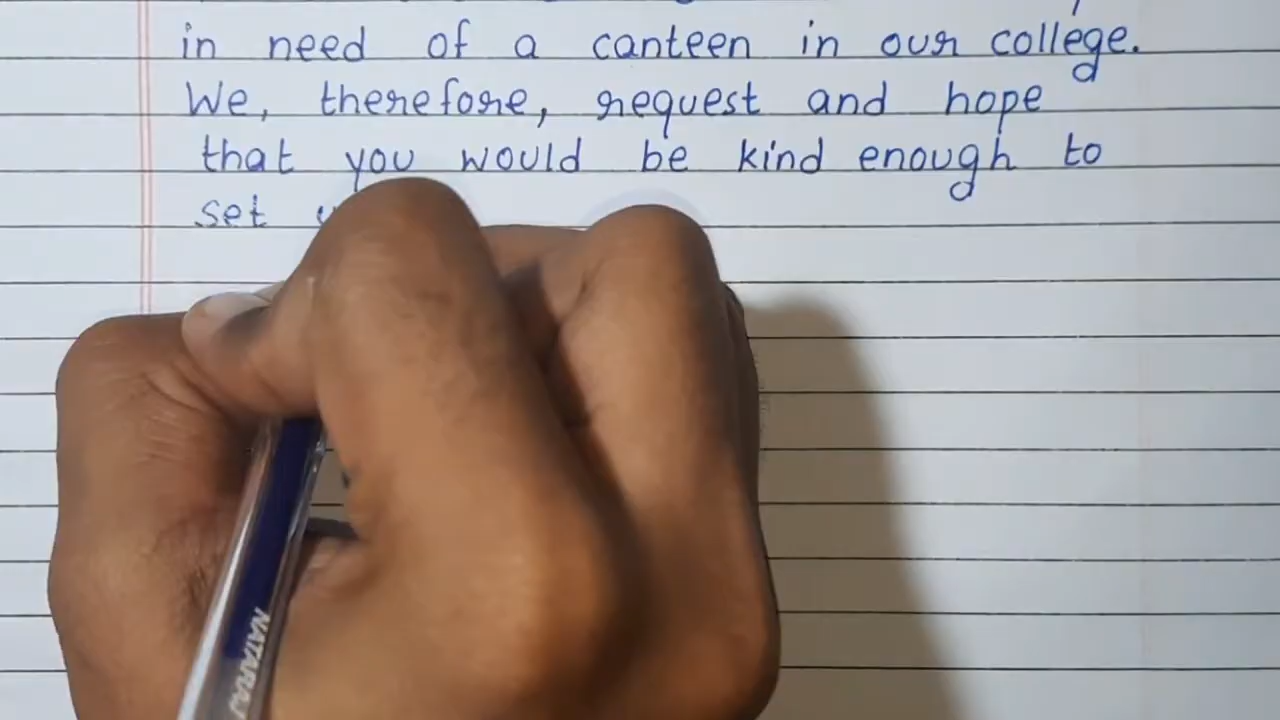 in need of a canteen in our college.
We, therefore, request and hope
that you would be kind enough to
set
NATARAJ